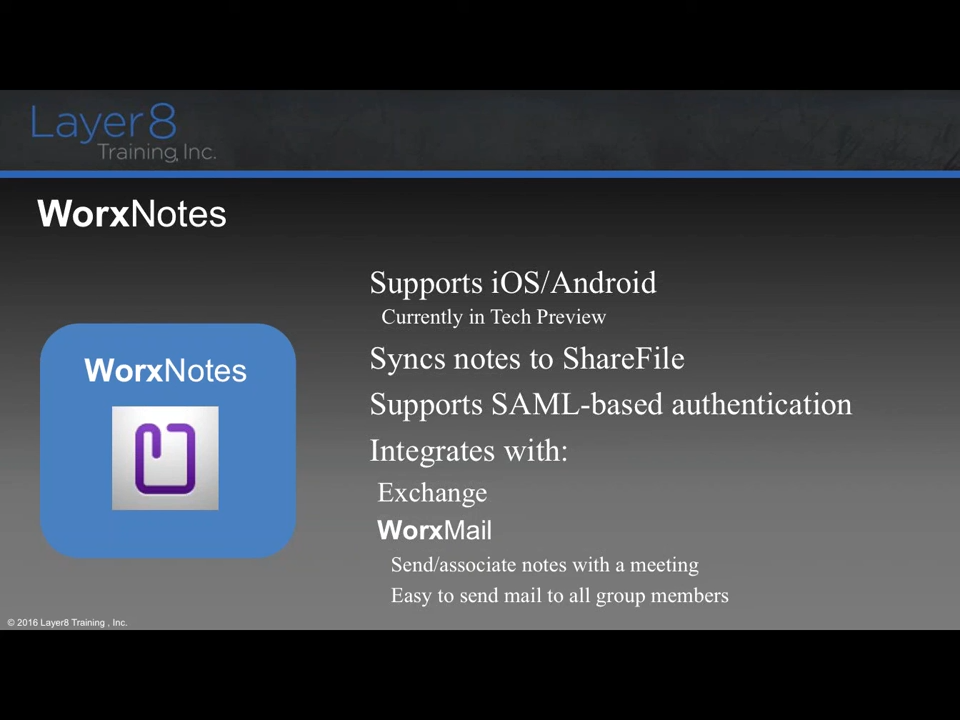 Layer8
Training, Inc.
WorxNotes
Supports iOS/Android
Currently in Tech Preview
WorxNotes
Syncs notes to ShareFile
Supports SAML-based authentication
Integrates with:
Exchange
WorxMail
Send/associate notes with a meeting
Easy to send mail to all group members
© 2016 Layer8 Training , Inc.